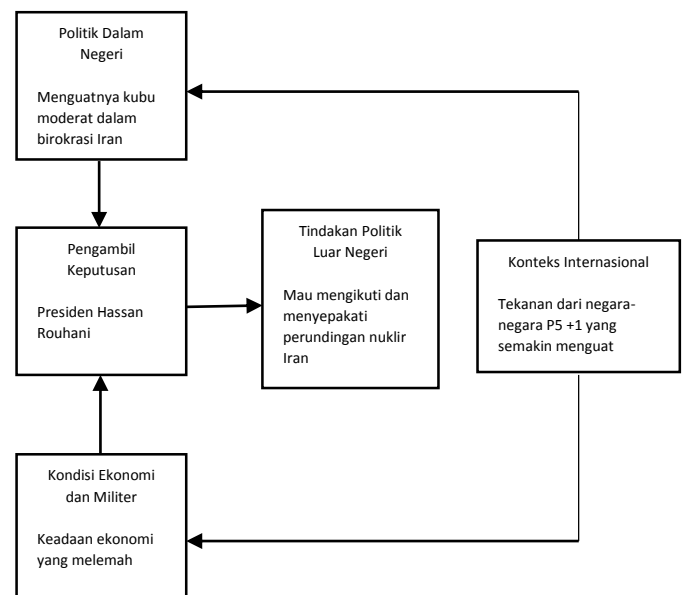 Politik Dalam
Negeri
Menguatnya kubu
moderat dalam
birokrasi Iran
Pengambil
Keputusan
Presiden Hassan
Rouhani
Tindakan Politik
Luar Negeri
Mau mengikuti dan
menyepakati
perundingan nuklir
Iran
Konteks Internasional
Tekanan dari negara-
negara P5 +1 yang
semakin menguat
Kondisi Ekonomi
dan Militer
Keadaan ekonomi
yang melemah